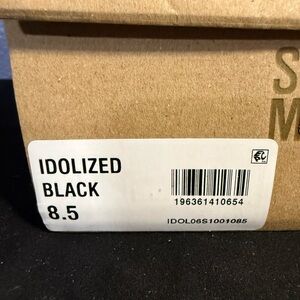 S
M
IDOLIZED
BLACK
8.5
196361410654
IDOL06S1001085